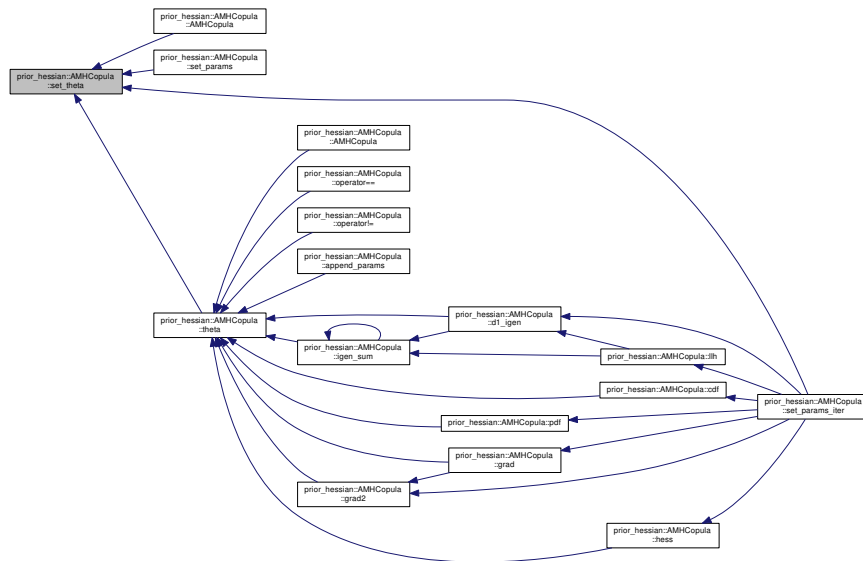 prior_hessian::AMHCopula
::AMHCopula
prior_hessian::AMHCopula
::set_params
prior_hessian::AMHCopula
::set_theta
prior_hessian::AMHCopula
::AMHCopula
prior_hessian::AMHCopula
::operator==
prior_hessian::AMHCopula
::operator!=
prior_hessian::AMHCopula
::append_params
prior_hessian::AMHCopula
::theta
prior_hessian::AMHCopula
::d1_igen
prior_hessian::AMHCopula
::igen_sum
prior_hessian::AMHCopula::llh
prior_hessian::AMHCopula::cdf
prior_hessian::AMHCopula
::set_params_iter
prior_hessian::AMHCopula::pdf
prior_hessian::AMHCopula
::grad
prior_hessian::AMHCopula
::grad2
prior_hessian::AMHCopula
::hess